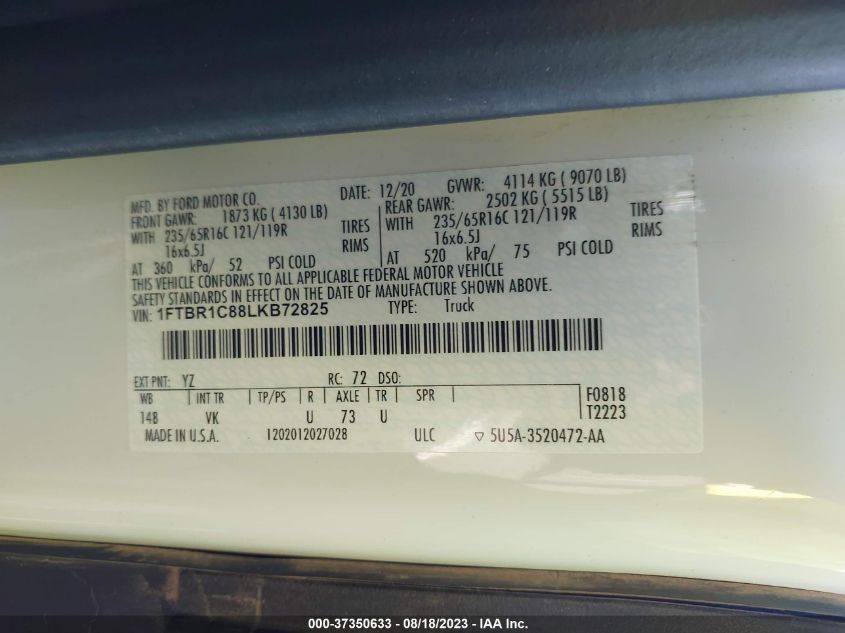 MFD. BY FORD MOTOR CO. DATE: 12/20 GVWR: 4114 KG ( 9070 LB)
FRONT GAWR: 1873 KG ( 4130 LB) REAR GAWR: 2502 KG ( 5515 LB)
WITH 235/65R16C 121/119R TIRES WITH 235/65R16C 121/119R TIRES
16x6.5J RIMS 16x6.5J RIMS
AT 360 kPa/ 52 PSI COLD AT 520 kPa/ 75 PSI COLD
THIS VEHICLE CONFORMS TO ALL APPLICABLE FEDERAL MOTOR VEHICLE
SAFETY STANDARDS IN EFFECT ON THE DATE OF MANUFACTURE SHOWN ABOVE.
VIN: 1FTBR1C88LKB72825 TYPE: Truck
EXT PNT: YZ RC: 72 DSO:
WB INT TR TP/PS R AXLE TR SPR F0818
148 VK U 73 U T2223
MADE IN U.S.A. 1202012027028 ULC ▽ 5U5A-3520472-AA
000-37350633 - 08/18/2023 - IAA Inc.